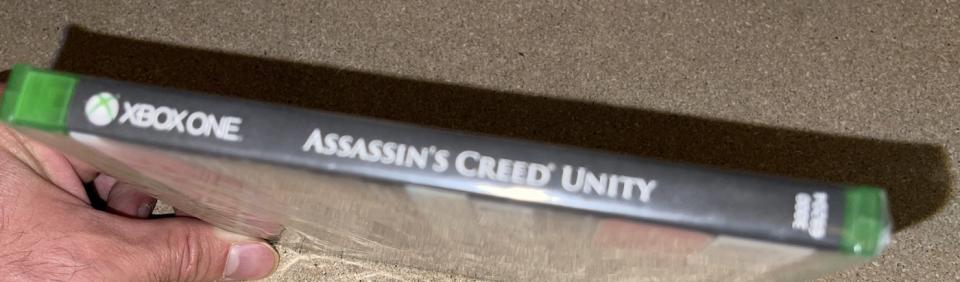 XBOX ONE
ASSASSIN'S CREED® UNITY